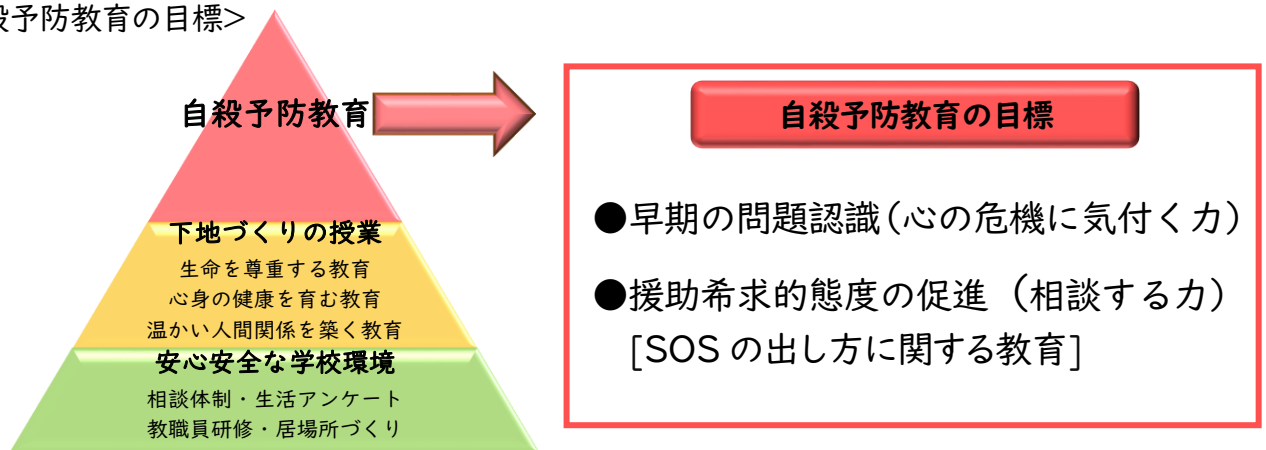 殺予防教育の目標>
自殺予防教育
下地づくりの授業
生命を尊重する教育
心身の健康を育む教育
温かい人間関係を築く教育
安心安全な学校環境
相談体制・生活アンケート
教職員研修・居場所づくり
自殺予防教育の目標
●早期の問題認識(心の危機に気付く力)
●援助希求的態度の促進（相談する力）
[SOS の出し方に関する教育]